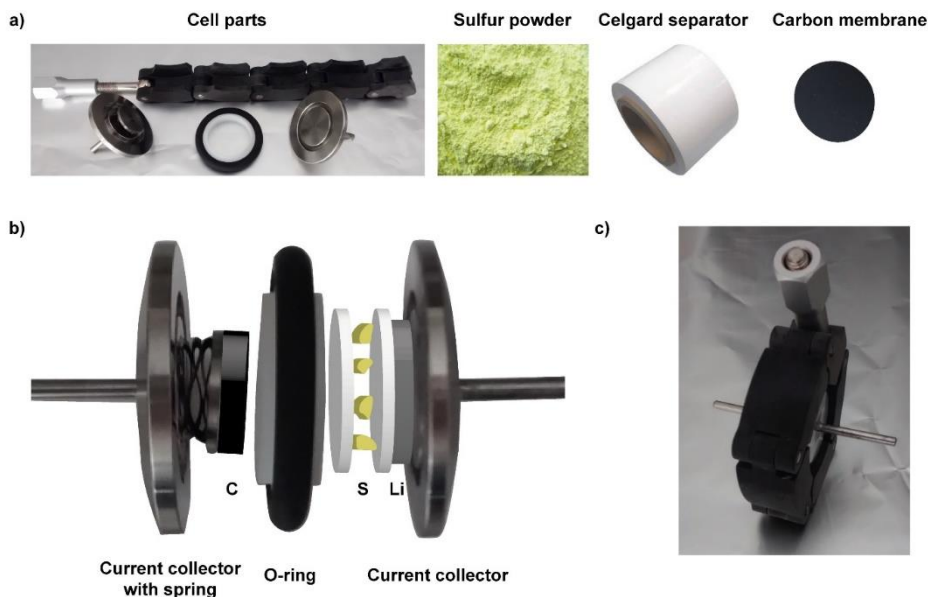 a)
Cell parts
Sulfur powder
Celgard separator
Carbon membrane
b)
c)
C
S
Li
Current collector
with spring
O-ring
Current collector